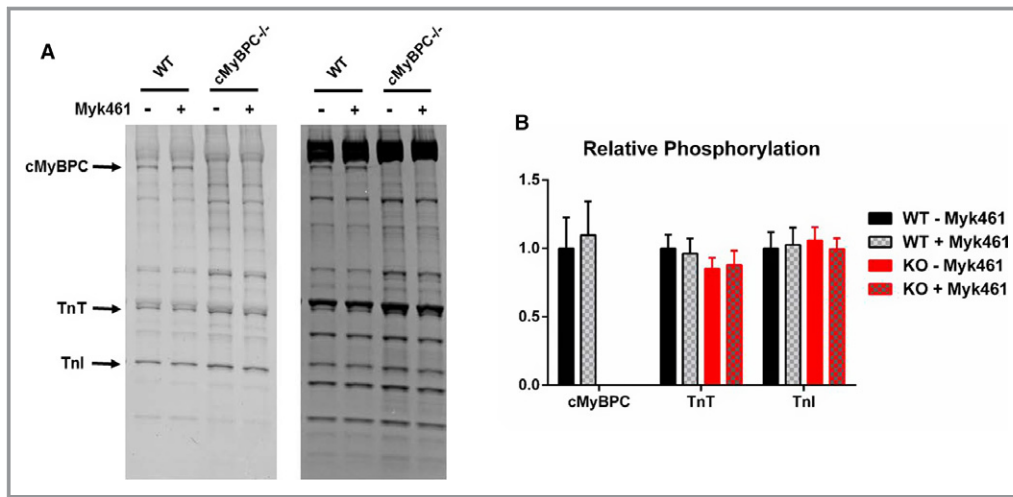 A
WT
cMyBPC-/-
WT
cMyBPC-/-
Myk461
- + - + - + - +
cMyBPC
TnT
TnI
B
Relative Phosphorylation
1.5
1.0
0.5
0.0
cMyBPC TnT TnI
WT - Myk461
WT + Myk461
KO - Myk461
KO + Myk461